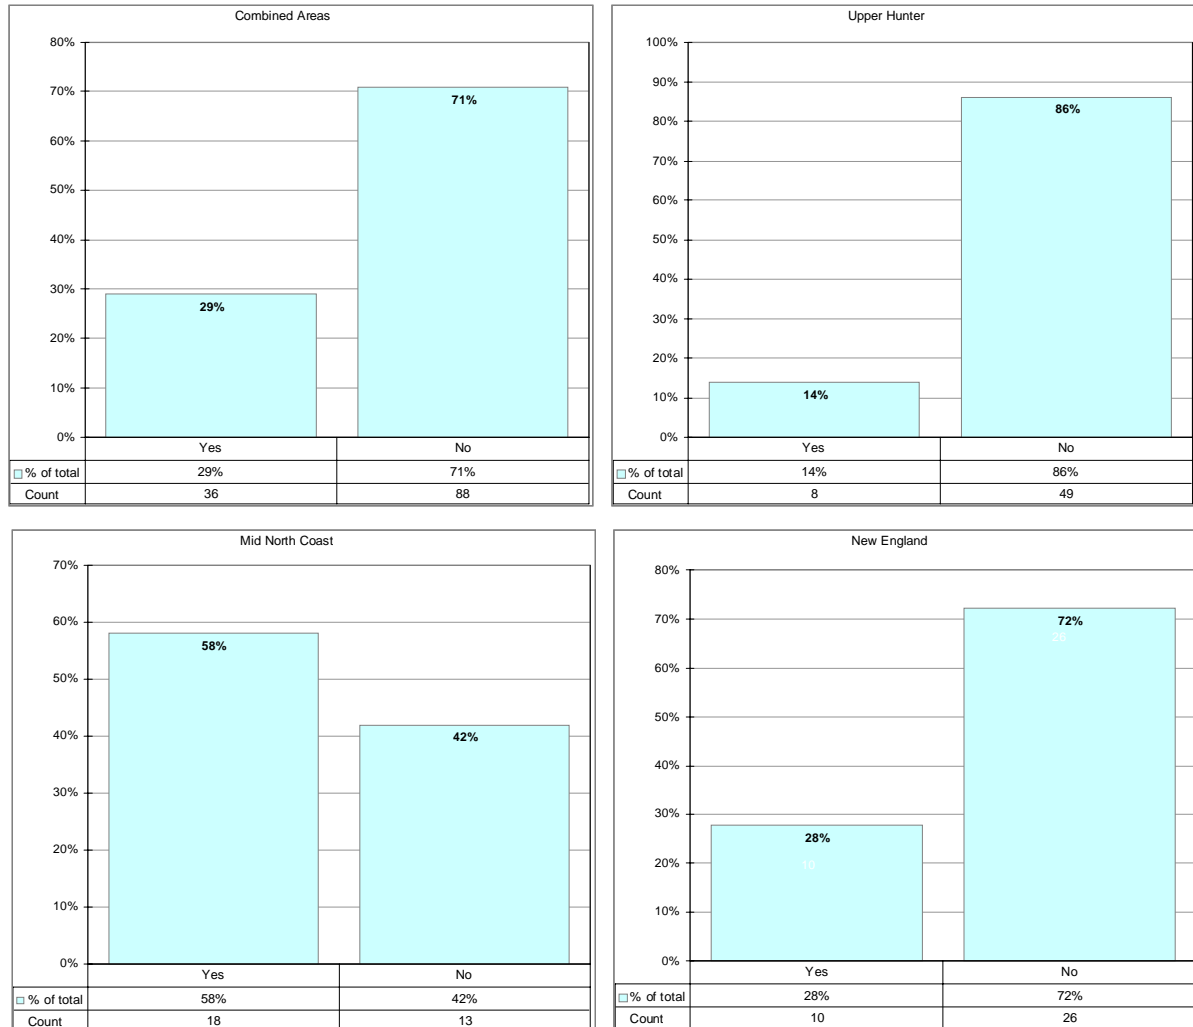 Combined Areas
80%
70%
60%
50%
40%
30%
20%
10%
0%
71%
29%
Yes No
% of total 29% 71%
Count 36 88
Upper Hunter
100%
90%
80%
70%
60%
50%
40%
30%
20%
10%
0%
86%
14%
Yes No
% of total 14% 86%
Count 8 49
Mid North Coast
70%
60%
50%
40%
30%
20%
10%
0%
58%
42%
Yes No
% of total 58% 42%
Count 18 13
New England
80%
70%
60%
50%
40%
30%
20%
10%
0%
72%
26
28%
10
Yes No
% of total 28% 72%
Count 10 26